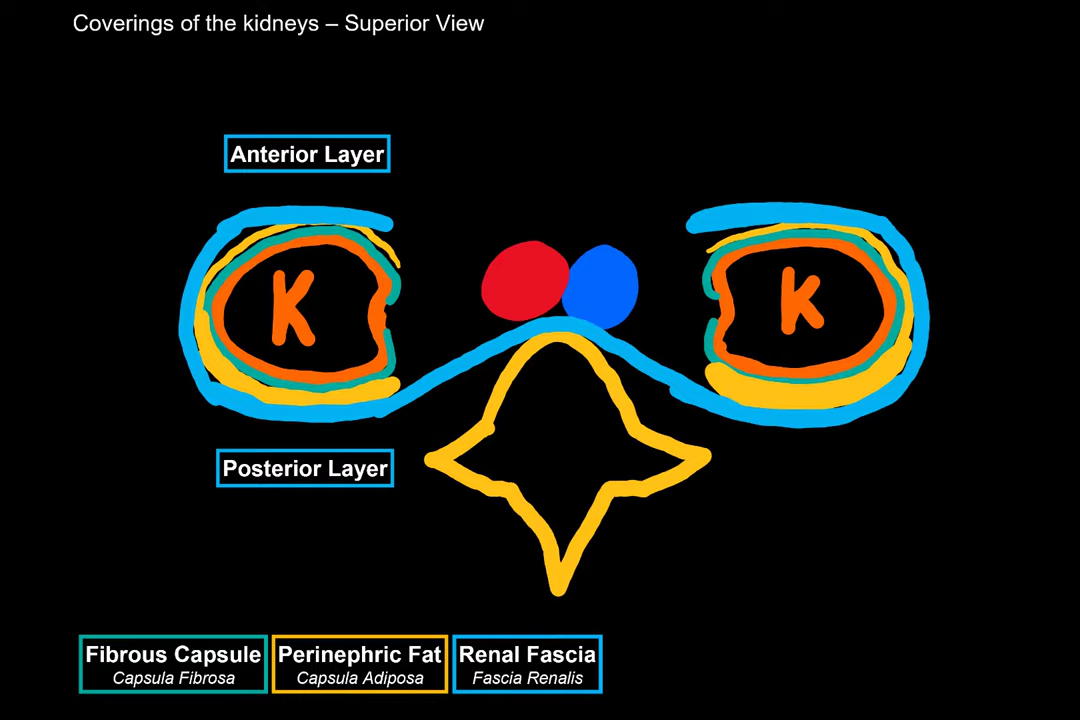 Coverings of the kidneys – Superior View
Anterior Layer
K
K
Posterior Layer
Fibrous Capsule
Capsula Fibrosa
Perinephric Fat
Capsula Adiposa
Renal Fascia
Fascia Renalis